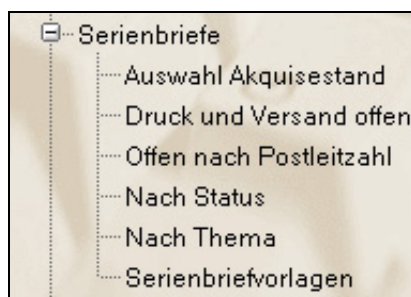 Serienbriefe
Auswahl Akquisestand
Druck und Versand offen
Offen nach Postleitzahl
Nach Status
Nach Thema
Serienbriefvorlagen